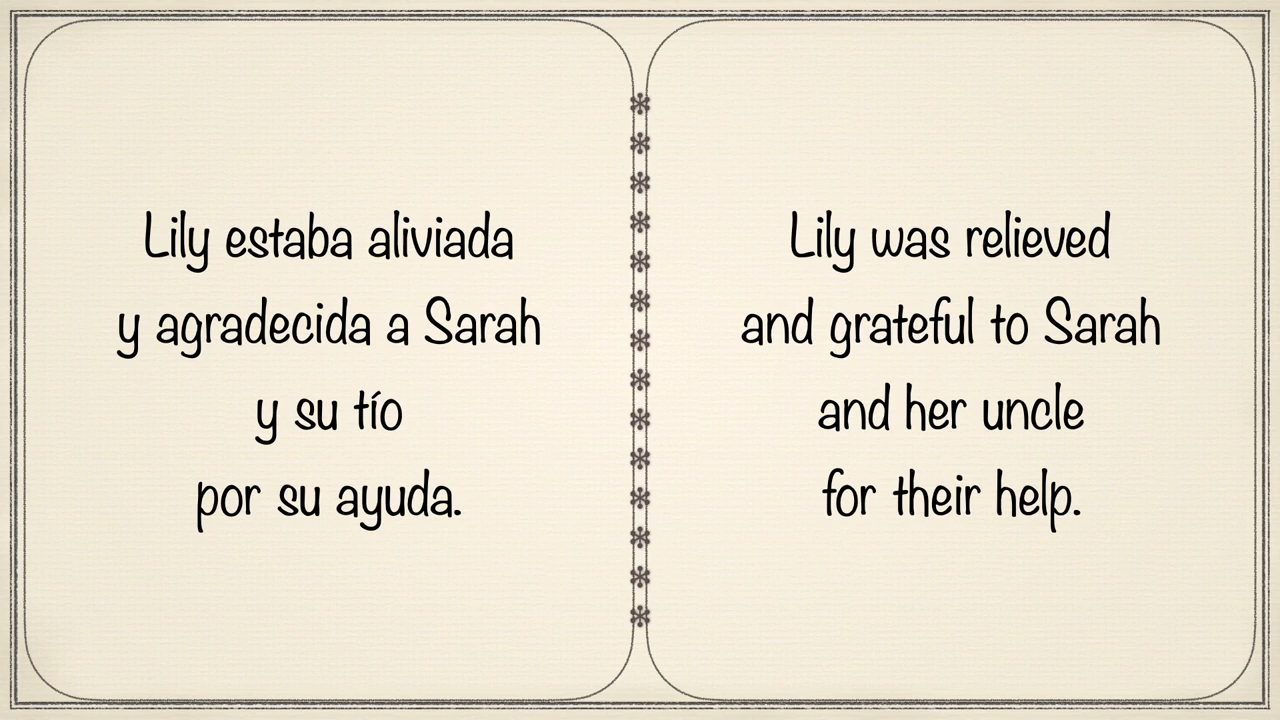 Lily estaba aliviada
y agradecida a Sarah
y su tío
por su ayuda.
Lily was relieved
and grateful to Sarah
and her uncle
for their help.